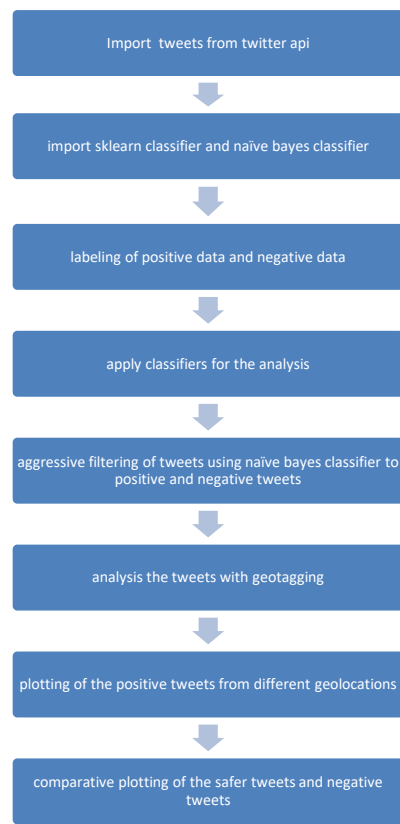 Import tweets from twitter api
import sklearn classifier and naïve bayes classifier
labeling of positive data and negative data
apply classifiers for the analysis
aggressive filtering of tweets using naïve bayes classifier to
positive and negative tweets
analysis the tweets with geotagging
plotting of the positive tweets from different geolocations
comparative plotting of the safer tweets and negative
tweets